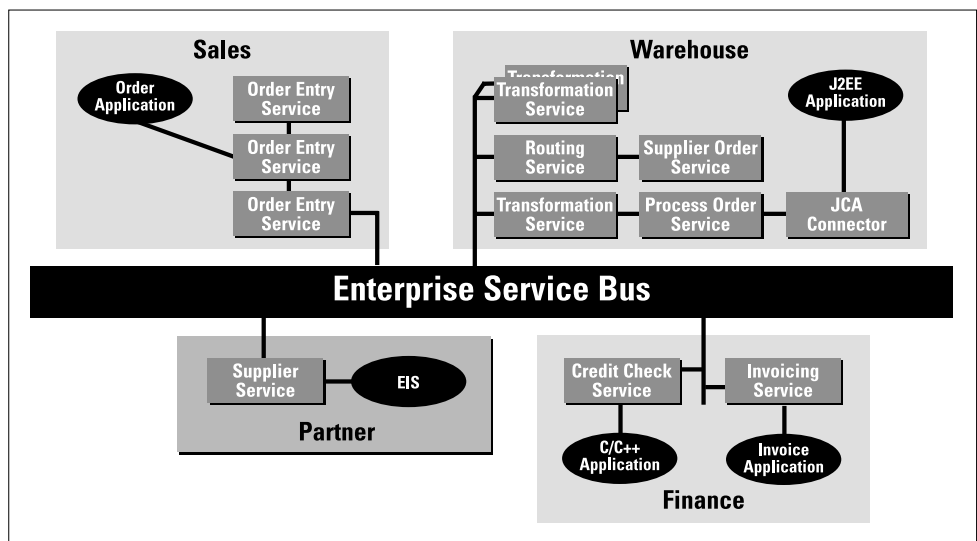 Sales
Order
Application
Order Entry
Service
Order Entry
Service
Order Entry
Service
Warehouse
Transformation
Transformation
Service
Routing
Service
Supplier Order
Service
Transformation
Service
Process Order
Service
J2EE
Application
JCA
Connector
Enterprise Service Bus
Supplier
Service
EIS
Partner
Credit Check
Service
Invoicing
Service
C/C++
Application
Invoice
Application
Finance